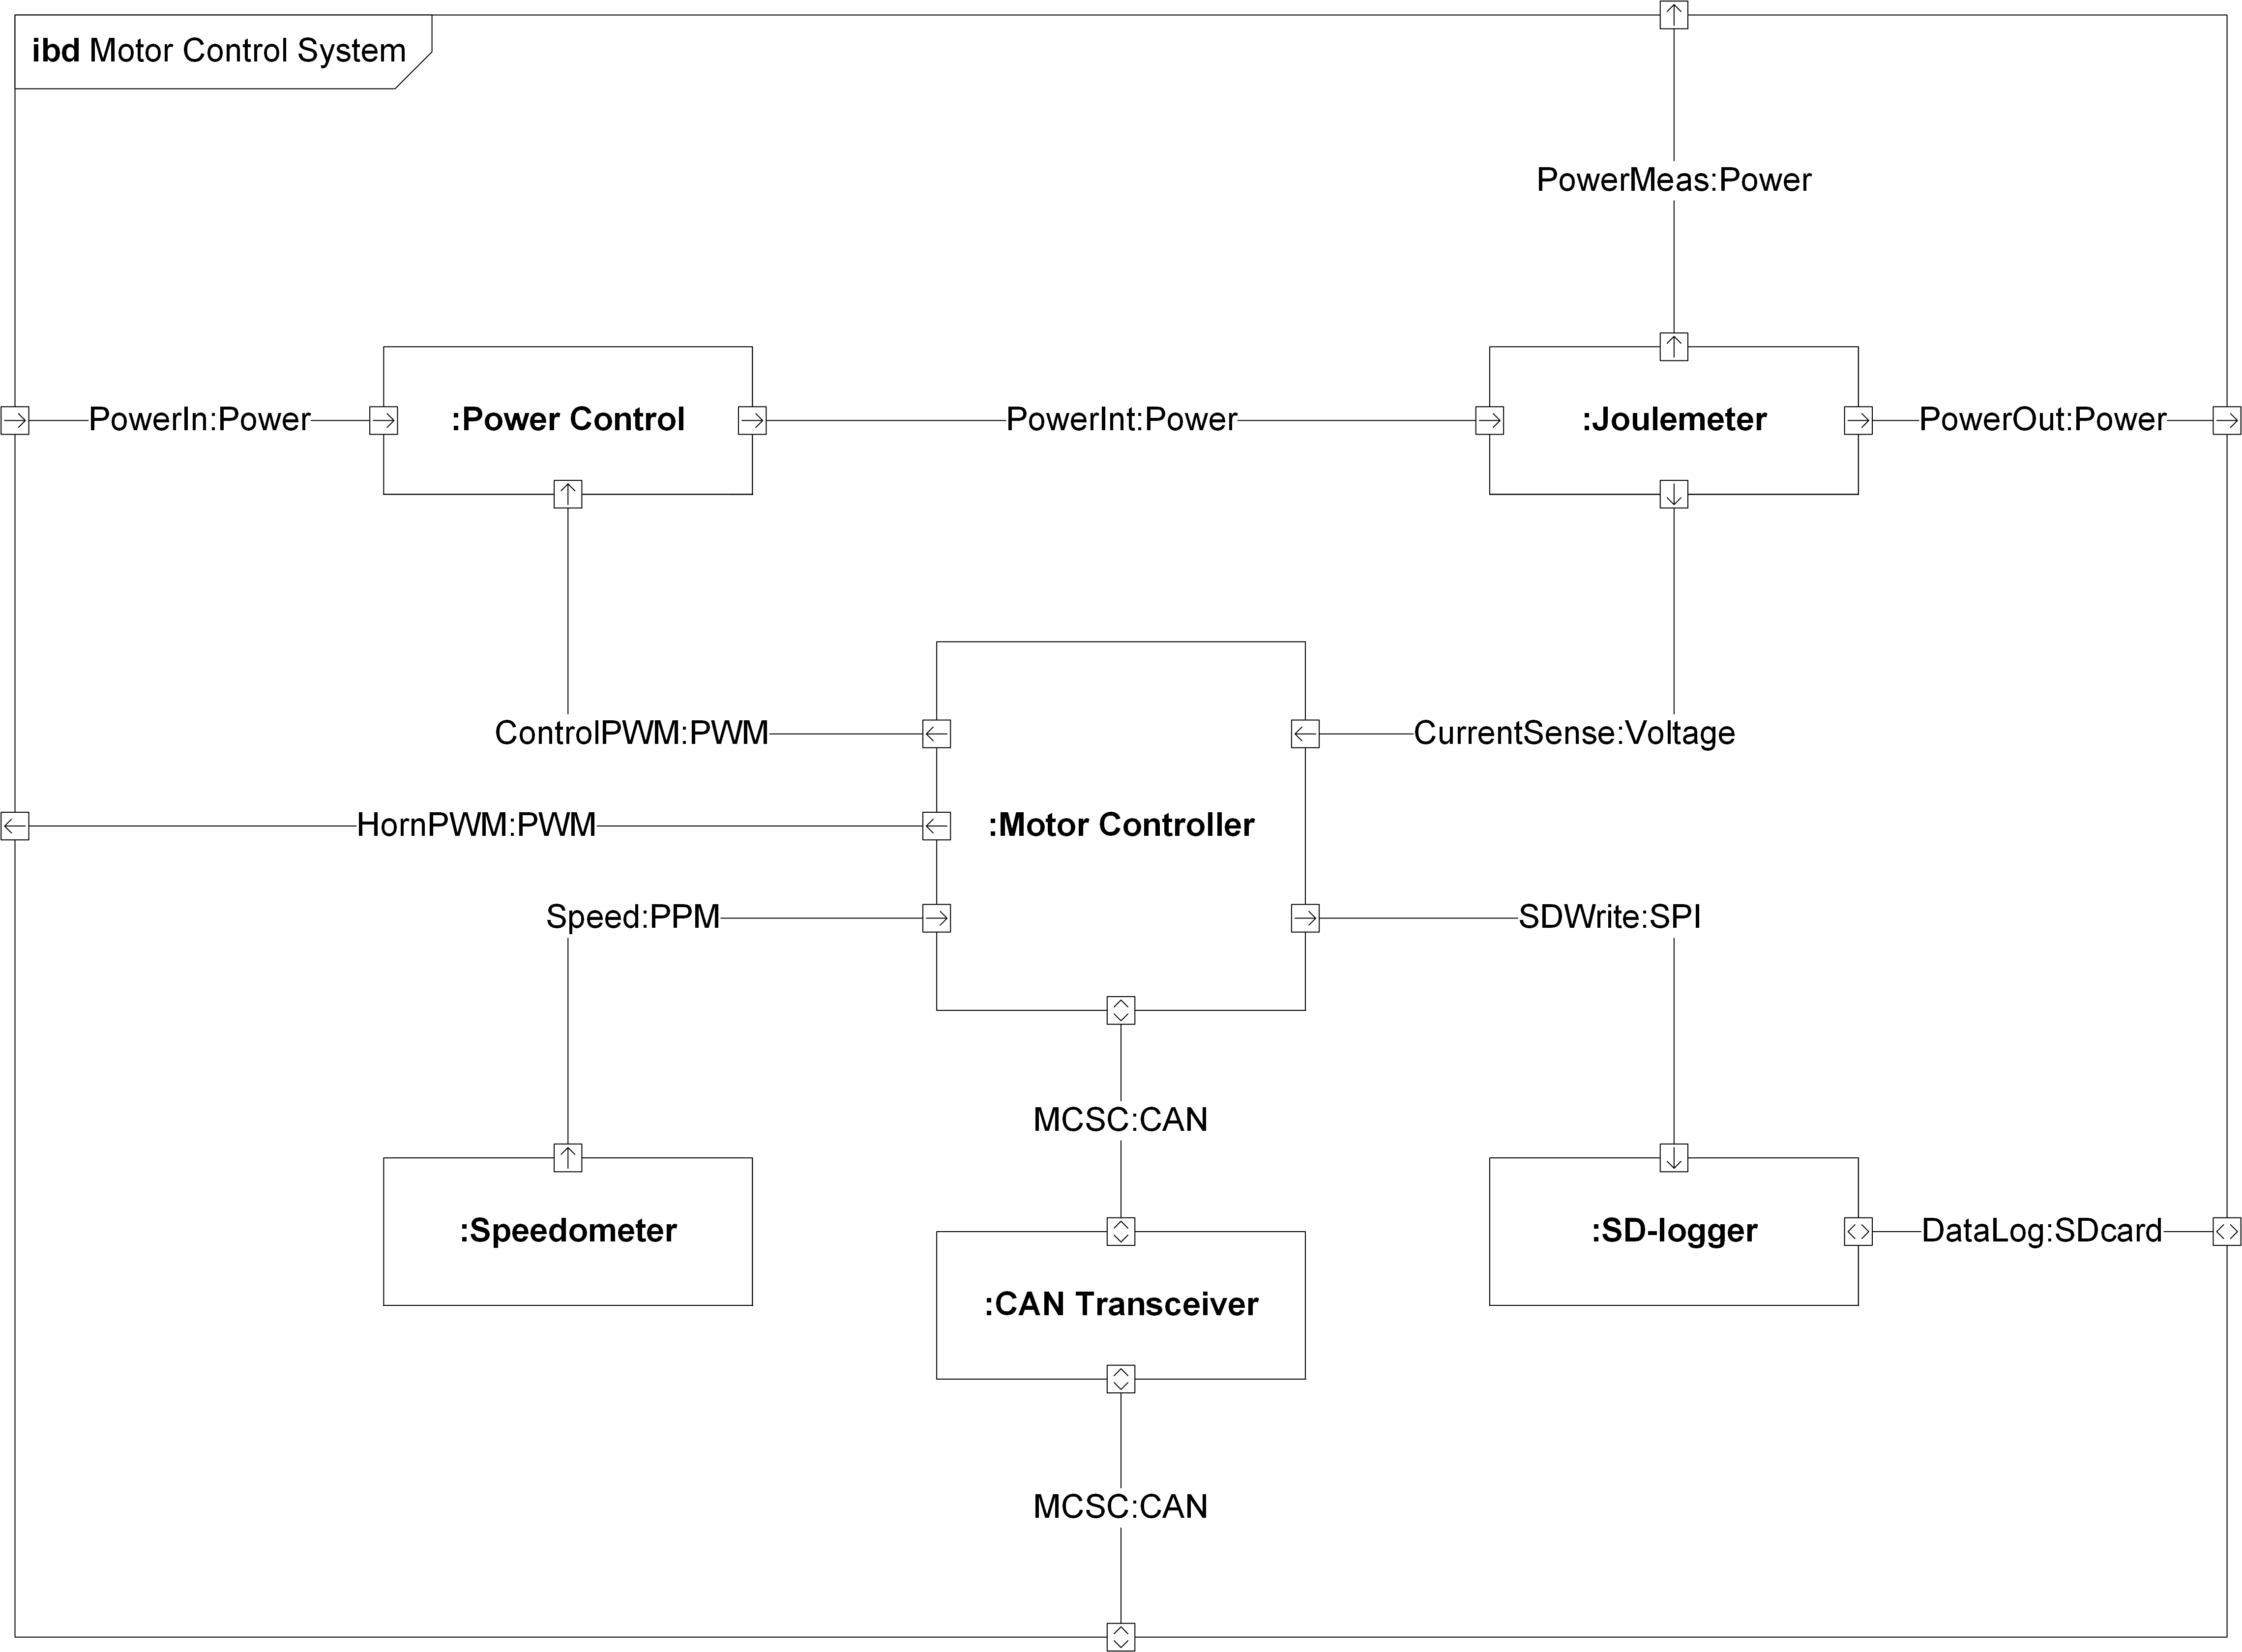 ibd Motor Control System
PowerMeas:Power
PowerIn:Power
:Power Control
PowerInt:Power
:Joulemeter
PowerOut:Power
ControlPWM:PWM
CurrentSense:Voltage
HornPWM:PWM
:Motor Controller
Speed:PPM
SDWrite:SPI
MCSC:CAN
:Speedometer
:SD-logger
DataLog:SDcard
:CAN Transceiver
MCSC:CAN